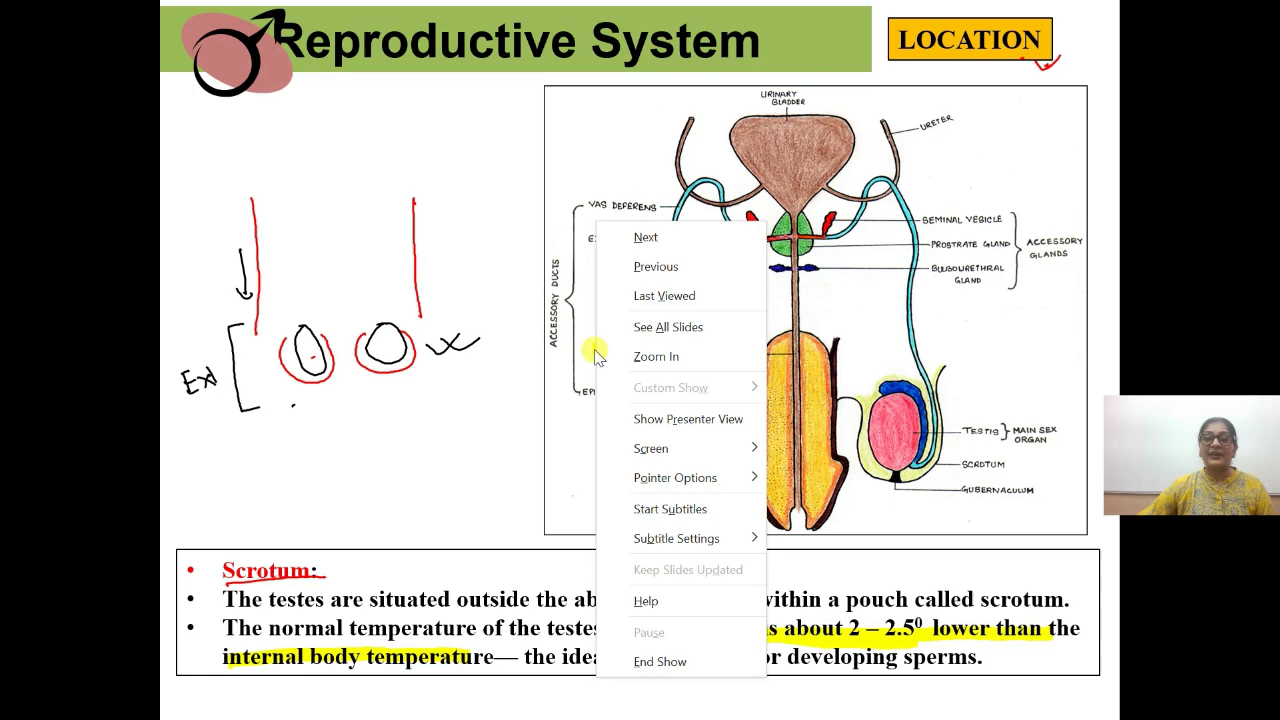 Reproductive System
LOCATION
URINARY
BLADDER
URETER
VAS DEFERENS
SEMINAL VESICLE
PROSTRATE GLAND
BULBOURETHRAL
GLAND
ACCESSORY
GLANDS
ACCESSORY DUCTS
Ext
TESTIS
MAIN SEX
ORGAN
SCROTUM
GUBERNACULUM
Next
Previous
Last Viewed
See All Slides
Zoom In
Custom Show
Show Presenter View
Screen
Pointer Options
Start Subtitles
Subtitle Settings
Keep Slides Updated
Help
Pause
End Show
• Scrotum:
• The testes are situated outside the ab within a pouch called scrotum.
• The normal temperature of the testes s about 2 – 2.5⁰ lower than the
internal body temperature— the idea or developing sperms.